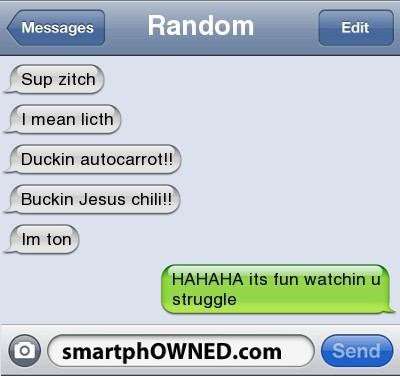 Messages
Random
Edit
Sup zitch
I mean licth
Duckin autocarrot!!
Buckin Jesus chili!!
Im ton
HAHAHA its fun watchin u
struggle
smartphOWNED.com
Send